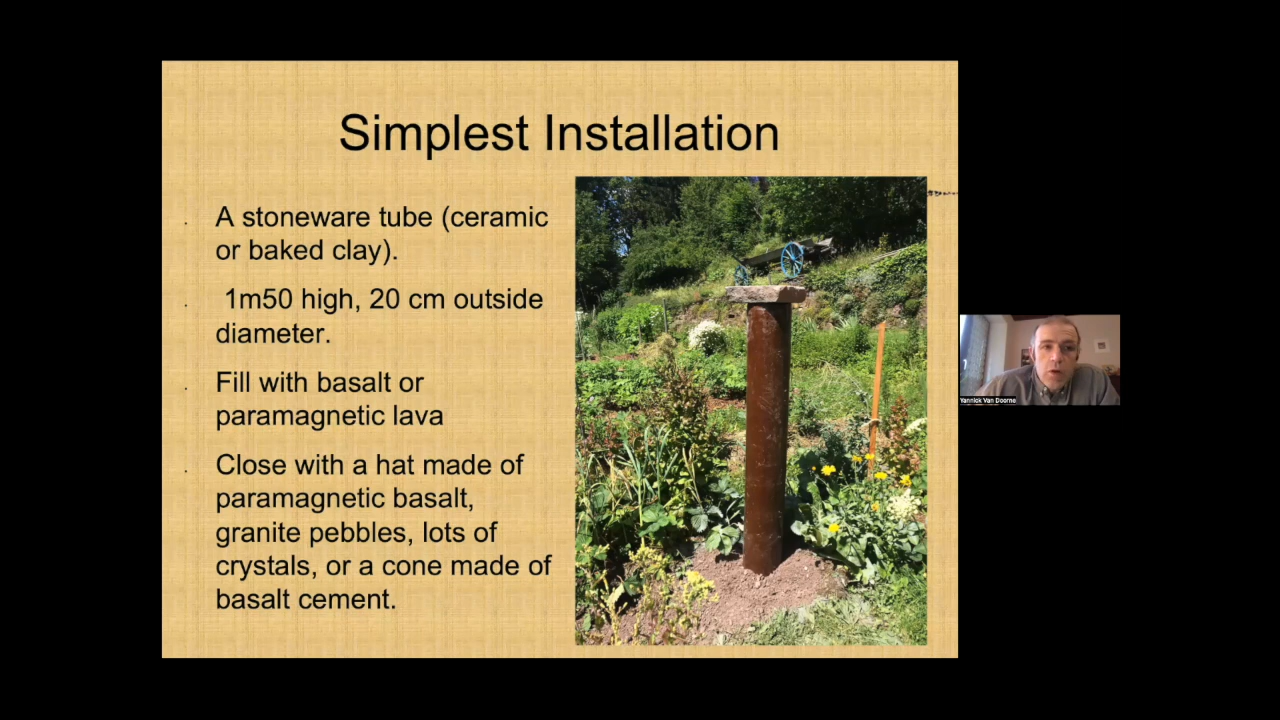 Simplest Installation
A stoneware tube (ceramic
or baked clay).
1m50 high, 20 cm outside
diameter.
Fill with basalt or
paramagnetic lava
Close with a hat made of
paramagnetic basalt,
granite pebbles, lots of
crystals, or a cone made of
basalt cement.
Yannick Van Doorne